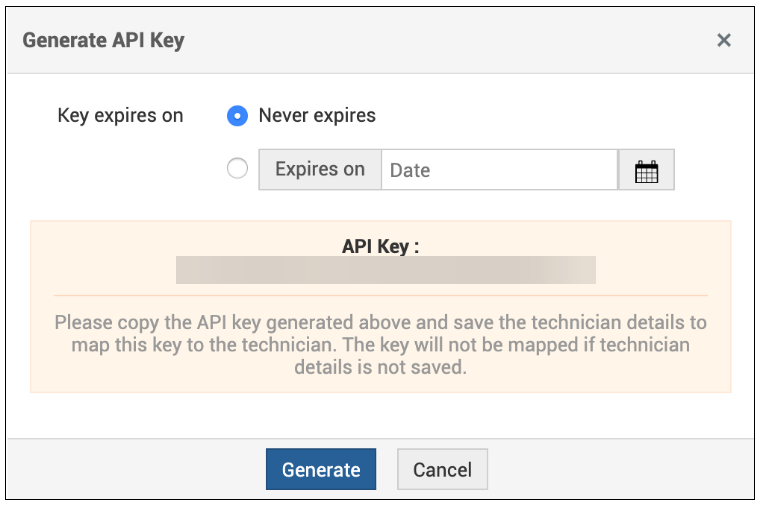 Generate API Key
×
Key expires on
Never expires
Expires on Date
API Key :
Please copy the API key generated above and save the technician details to
map this key to the technician. The key will not be mapped if technician
details is not saved.
Generate Cancel